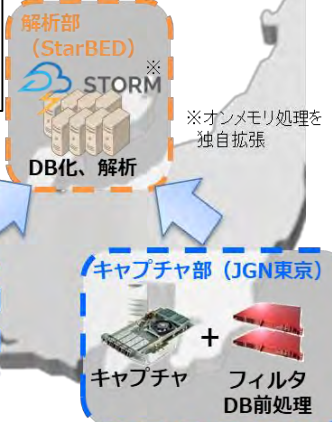 解析部
（StarBED）
STORM※
DB化、解析
※オンメモリ処理を
独自拡張
キャプチャ部（JGN東京）
キャプチャ
+
フィルタ
DB前処理